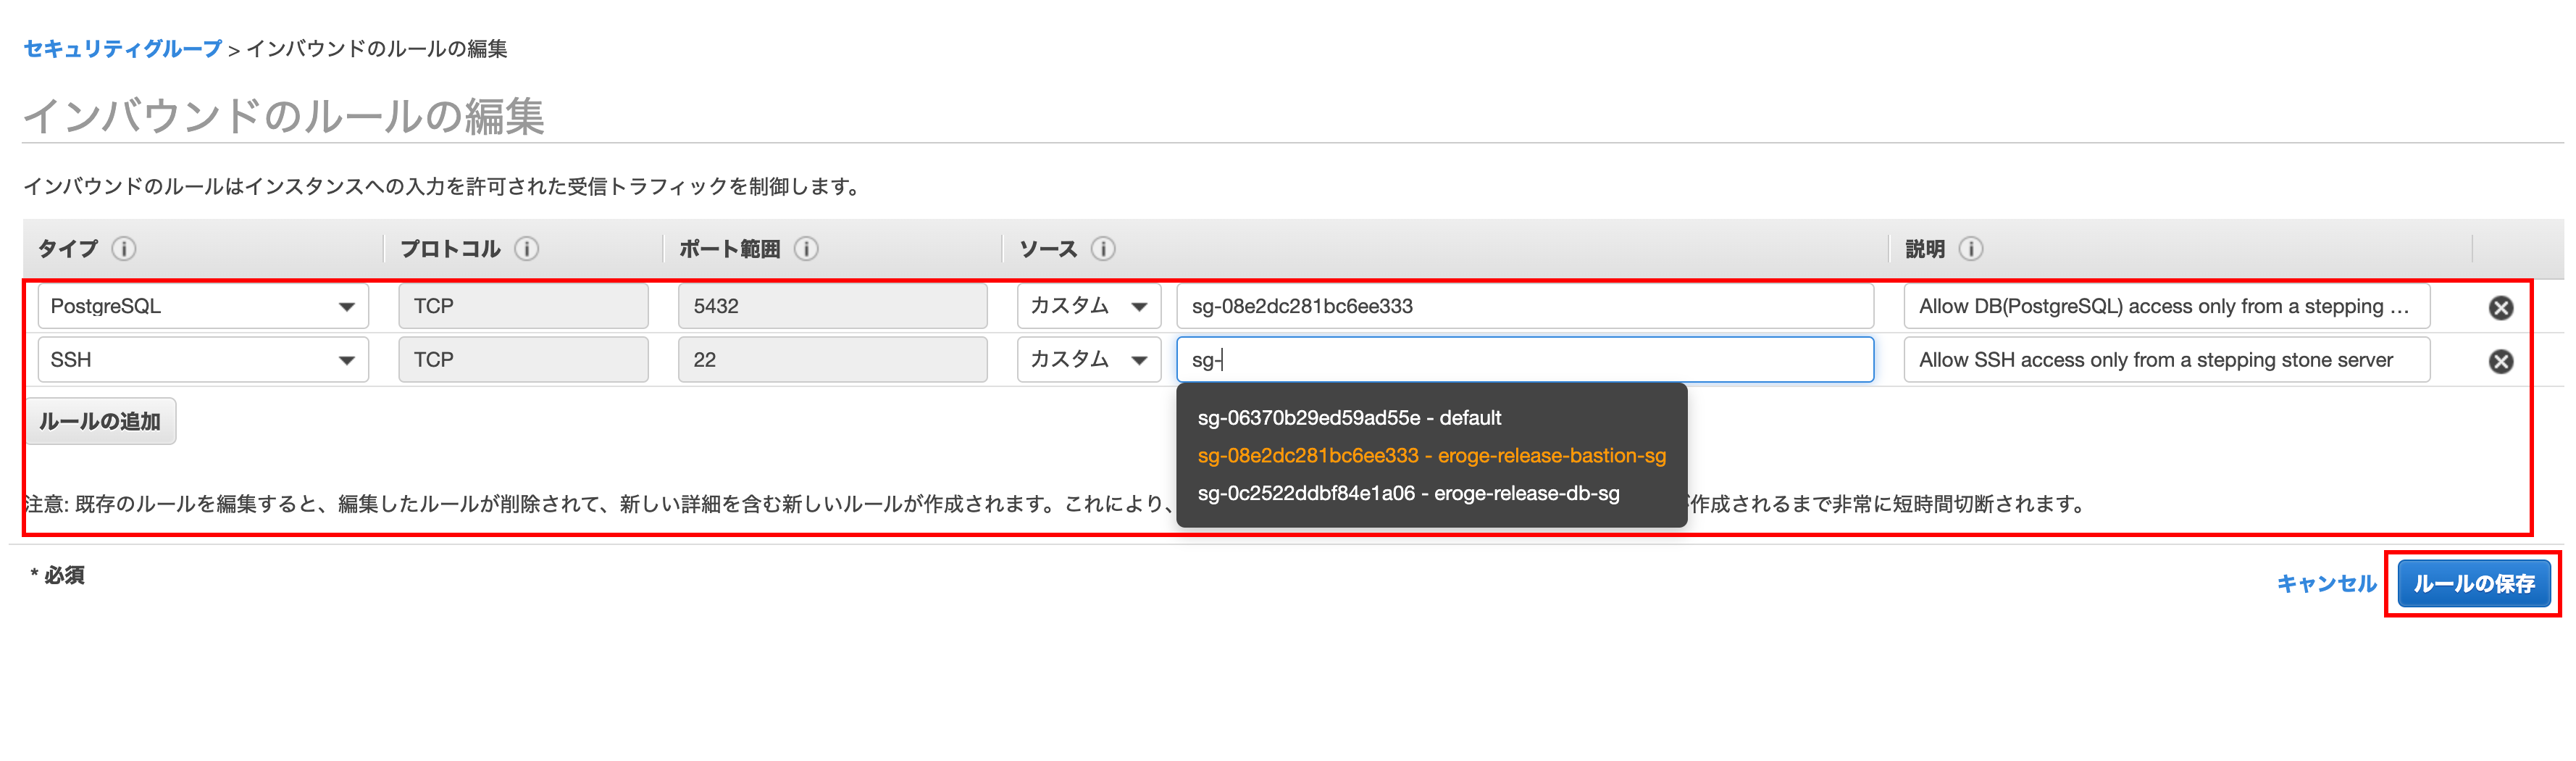 セキュリティグループ > インバウンドのルールの編集
インバウンドのルールの編集
インバウンドのルールはインスタンスへの入力を許可された受信トラフィックを制御します。
タイプ プロトコル ポート範囲 ソース 説明
PostgreSQL TCP 5432 カスタム sg-08e2dc281bc6ee333 Allow DB(PostgreSQL) access only from a stepping ...
SSH TCP 22 カスタム sg- Allow SSH access only from a stepping stone server
sg-06370b29ed59ad55e - default
sg-08e2dc281bc6ee333 - eroge-release-bastion-sg
sg-0c2522ddbf84e1a06 - eroge-release-db-sg
ルールの追加
注意: 既存のルールを編集すると、編集したルールが削除されて、新しい詳細を含む新しいルールが作成されます。これにより、 作成されるまで非常に短時間切断されます。
* 必須
キャンセル ルールの保存